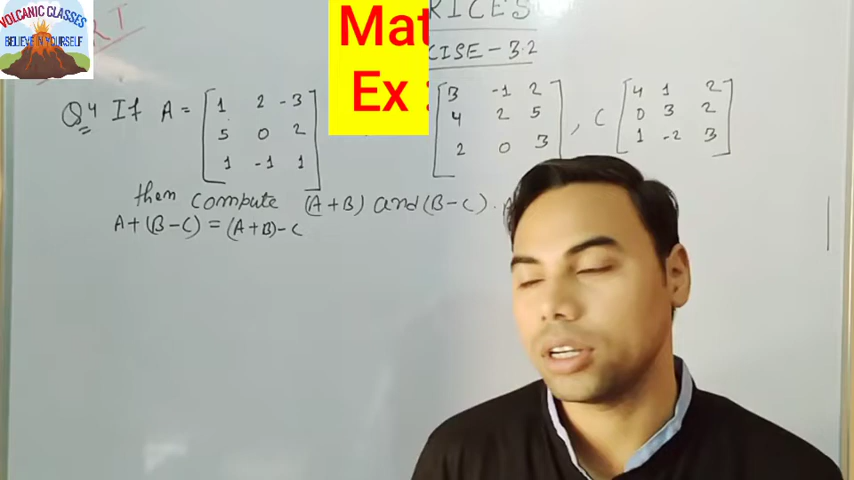 VOLCANIC CLASSES
BELIEVE IN YOURSELF
RT
Mat
Ex :
RICES
CISE-3.2
Q4 If A = [1 2 -3 [3 -1 2 , C [4 1 2
5 0 2 4 2 5 0 3 2
1 -1 1] 2 0 3] 1 -2 3]
then compute (A+B) and (B-C).
A+(B-C) = (A+B)-C